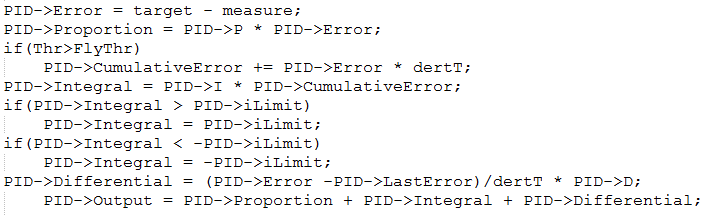 PID->Error = target - measure;
PID->Proportion = PID->P * PID->Error;
if(Thr>FlyThr)
    PID->CumulativeError += PID->Error * dertT;
PID->Integral = PID->I * PID->CumulativeError;
if(PID->Integral > PID->iLimit)
    PID->Integral = PID->iLimit;
if(PID->Integral < -PID->iLimit)
    PID->Integral = -PID->iLimit;
PID->Differential = (PID->Error -PID->LastError)/dertT * PID->D;
    PID->Output = PID->Proportion + PID->Integral + PID->Differential;